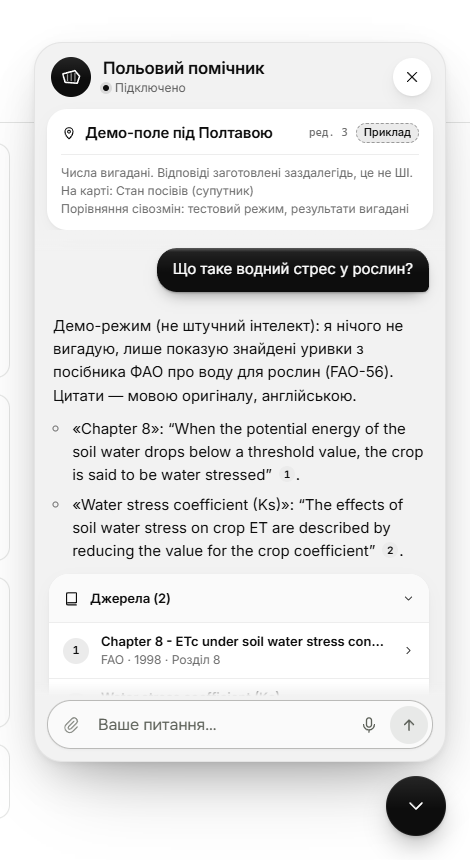 Польовий помічник
Підключено
Демо-поле під Полтавою ред. 3 Приклад
Числа вигадані. Відповіді заготовлені заздалегідь, це не ШІ.
На карті: Стан посівів (супутник)
Порівняння сівозмін: тестовий режим, результати вигадані
Що таке водний стрес у рослин?
Демо-режим (не штучний інтелект): я нічого не
вигадую, лише показую знайдені уривки з
посібника ФАО про воду для рослин (FAO-56).
Цитати — мовою оригіналу, англійською.
«Chapter 8»: “When the potential energy of the
soil water drops below a threshold value, the crop
is said to be water stressed” 1 .
«Water stress coefficient (Ks)»: “The effects of
soil water stress on crop ET are described by
reducing the value for the crop coefficient” 2 .
Джерела (2)
1 Chapter 8 - ETc under soil water stress con...
FAO · 1998 · Розділ 8
Water stress coefficient (Ks)
Ваше питання...